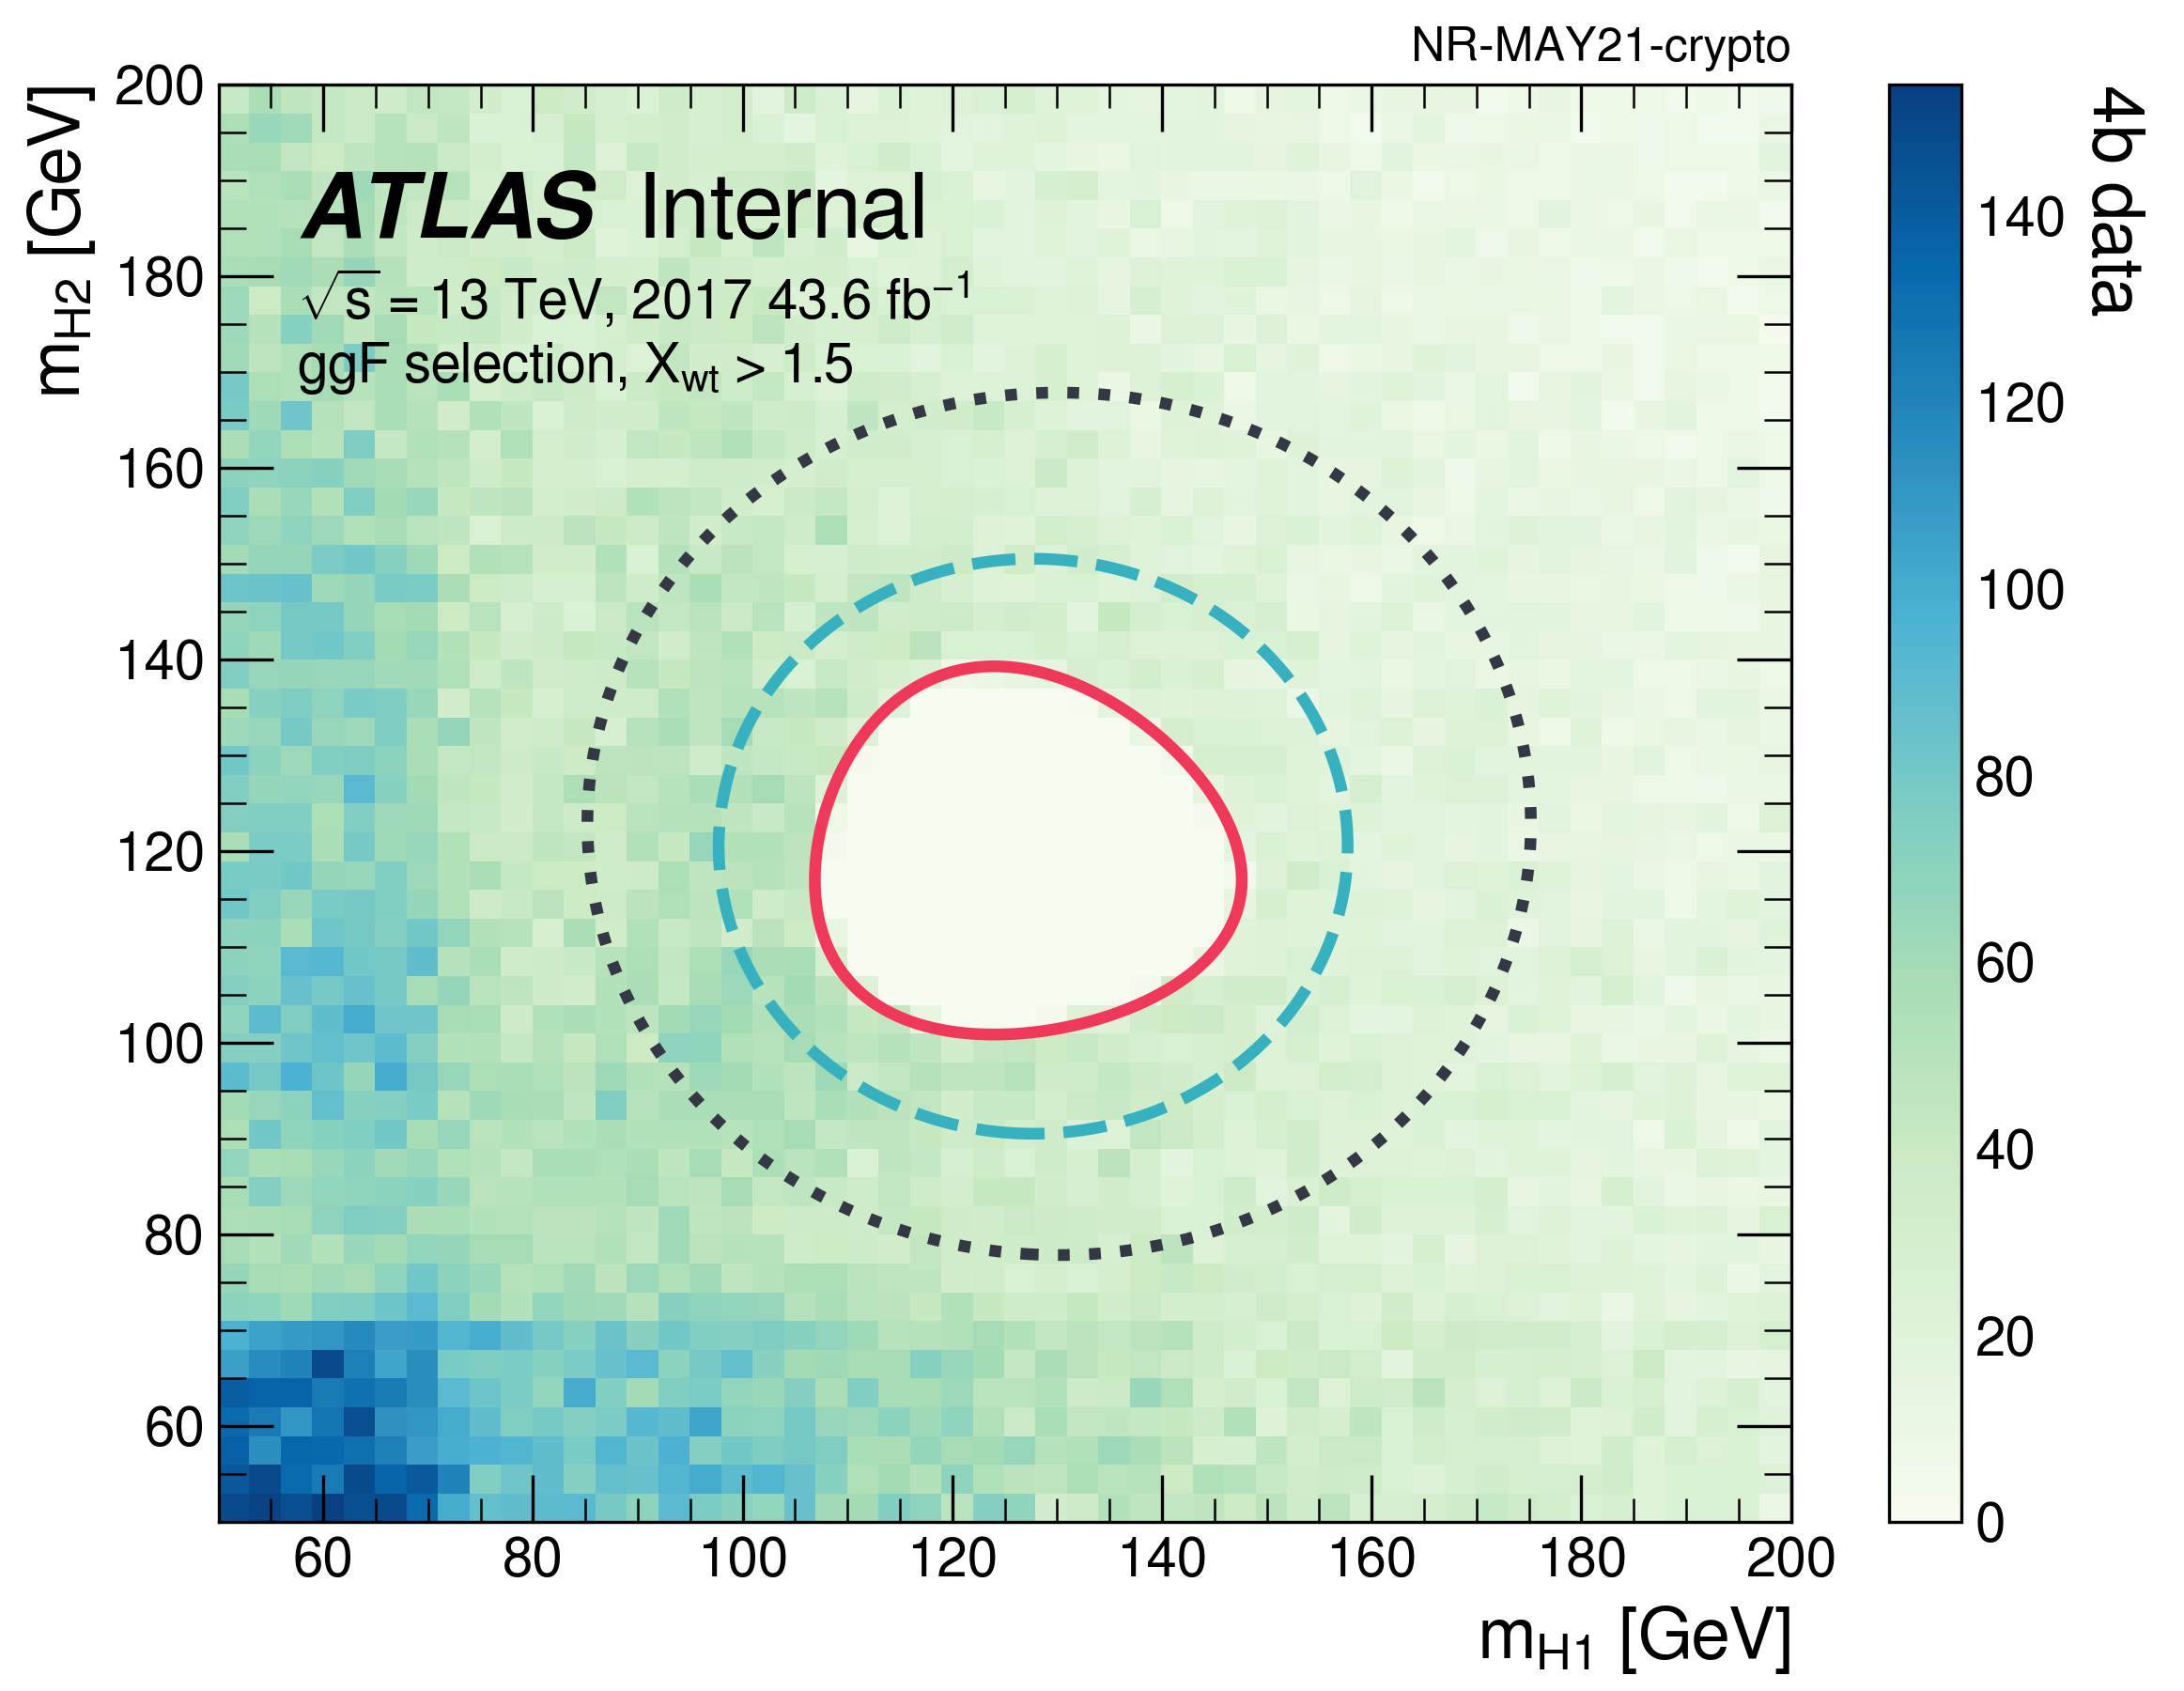 NR-MAY21-crypto
ATLAS Internal
√s = 13 TeV, 2017 43.6 fb⁻¹
ggF selection, X_wt > 1.5
m_H2 [GeV]
200
180
160
140
120
100
80
60
60 80 100 120 140 160 180 200
m_H1 [GeV]
4b data
140
120
100
80
60
40
20
0